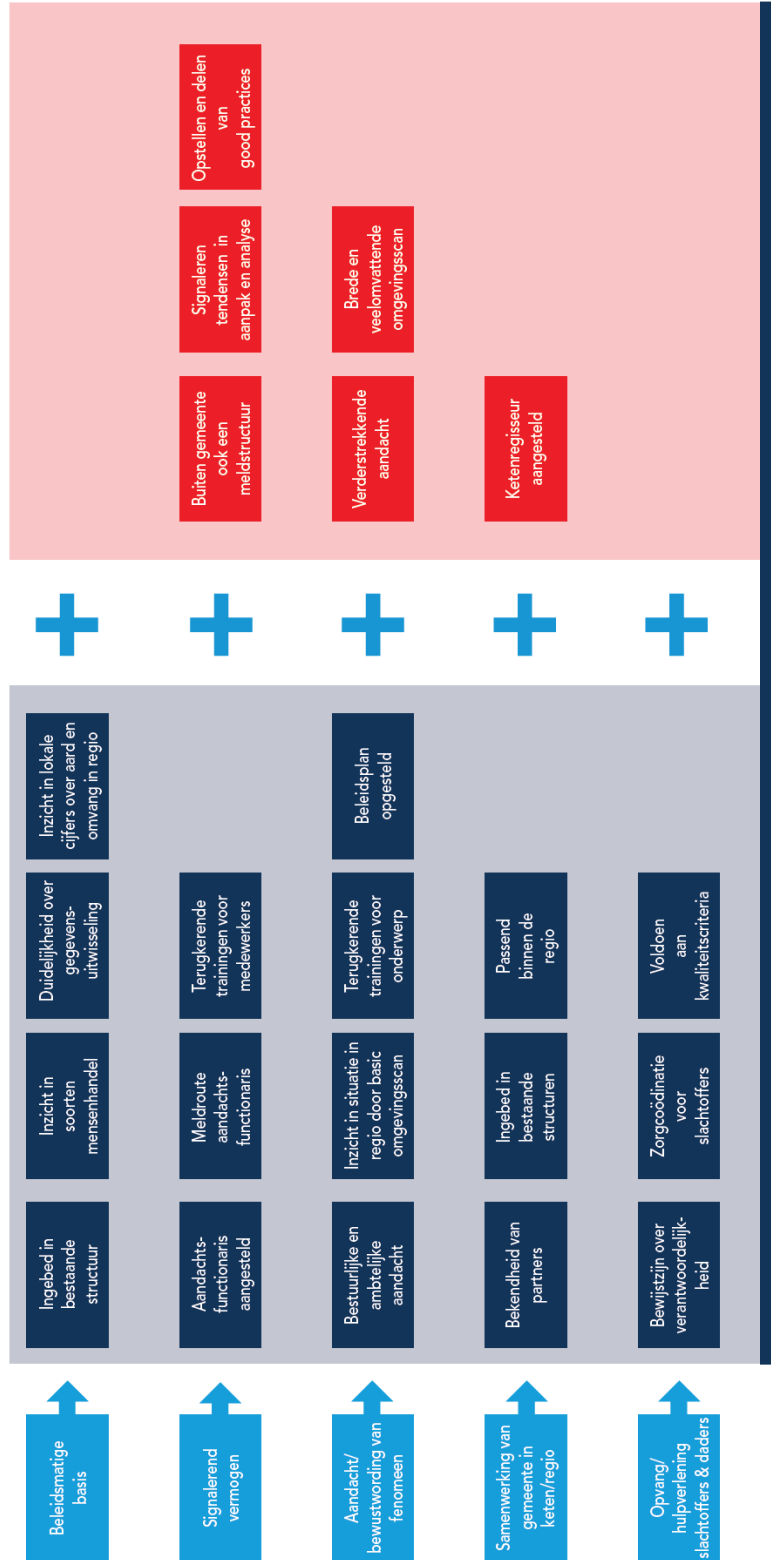 Beleidsmatige
basis
Ingebed in
bestaande
structuur
Inzicht in
soorten
mensenhandel
Duidelijkheid over
gegevens-
uitwisseling
Inzicht in lokale
cijfers over aard en
omvang in regio
Signalerend
vermogen
Aandachts-
functionaris
aangesteld
Meldroute
aandachts-
functionaris
Terugkerende
trainingen voor
medewerkers
Buiten gemeente
ook een
meldstructuur
Signaleren
tendensen in
aanpak en analyse
Opstellen en delen
van
good practices
Aandacht/
bewustwording van
fenomeen
Bestuurlijke en
ambtelijke
aandacht
Inzicht in situatie in
regio door basic
omgevingsscan
Terugkerende
trainingen voor
onderwerp
Beleidsplan
opgesteld
Verderstrekkende
aandacht
Brede en
veelomvattende
omgevingsscan
Samenwerking van
gemeente in
keten/regio
Bekendheid van
partners
Ingebed in
bestaande
structuren
Passend
binnen de
regio
Ketenregisseur
aangesteld
Opvang/
hulpverlening
slachtoffers & daders
Bewijstzijn over
verantwoordelijk-
heid
Zorgcoödinatie
voor
slachtoffers
Voldoen
aan
kwaliteitscriteria